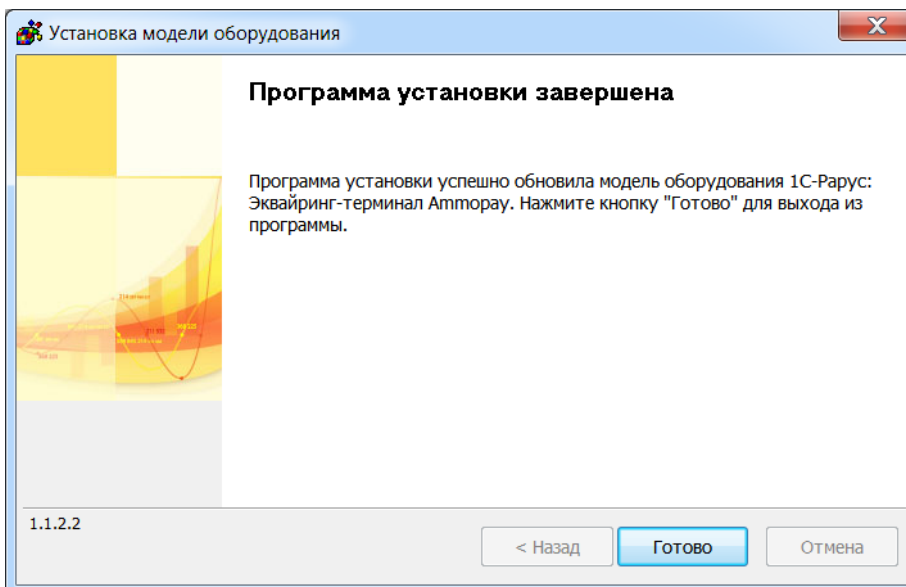 Установка модели оборудования
Программа установки завершена
Программа установки успешно обновила модель оборудования 1С-Рарус:
Эквайринг-терминал Ammopay. Нажмите кнопку "Готово" для выхода из
программы.
1.1.2.2
< Назад
Готово
Отмена